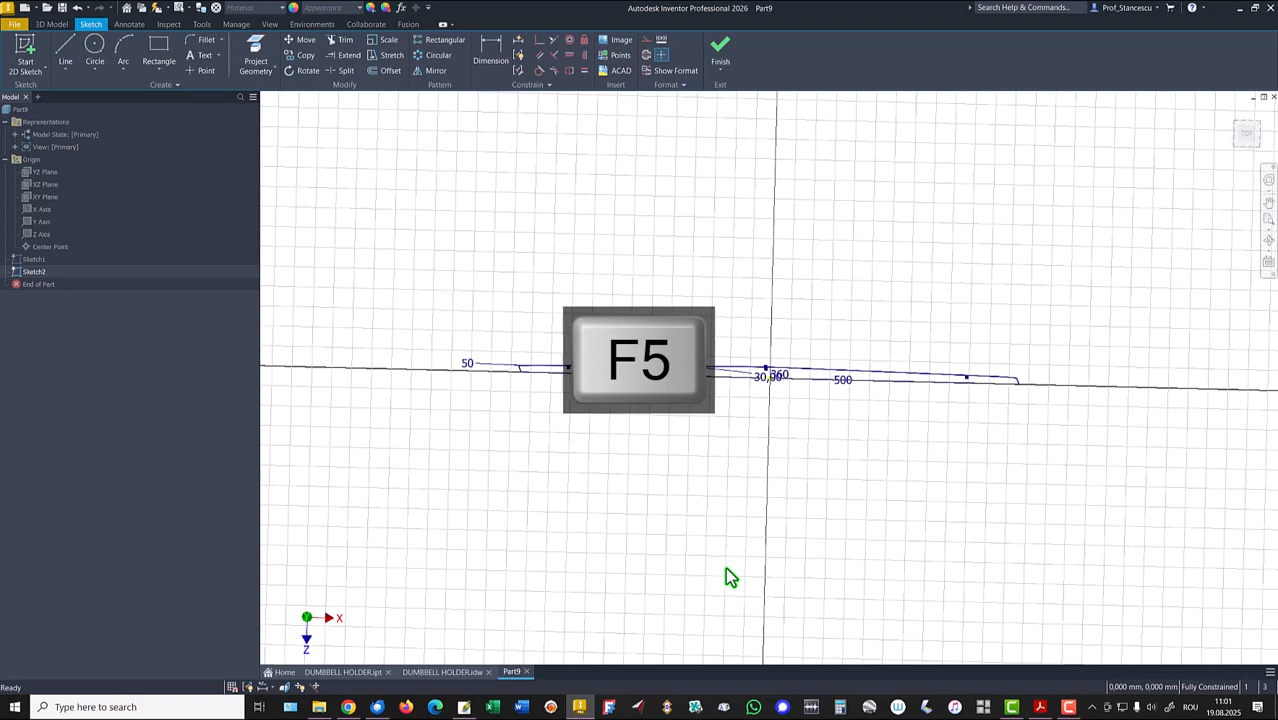 Material
Appearance
Autodesk Inventor Professional 2026 Part9
Search Help & Commands...
Prof_Stancescu
File
3D Model
Sketch
Annotate
Inspect
Tools
Manage
View
Environments
Collaborate
Fusion
Start
2D Sketch
Line
Circle
Arc
Rectangle
Fillet
Text
Point
Project
Geometry
Move
Copy
Rotate
Trim
Extend
Split
Scale
Stretch
Offset
Rectangular
Circular
Mirror
Dimension
Image
Points
ACAD
Show Format
Finish
Sketch
Create
Modify
Pattern
Constrain
Insert
Format
Exit
Model
Part9
Representations
Model State: [Primary]
View: [Primary]
Origin
YZ Plane
XZ Plane
XY Plane
X Axis
Y Axis
Z Axis
Center Point
Sketch1
Sketch2
End of Part
TOP
F5
50
500
X
Z
Home
DUMBBELL HOLDER.ipt
DUMBBELL HOLDER.idw
Part9
Ready
0,000 mm, 0,000 mm
Fully Constrained
1
3
Type here to search
ROU
11:01
19.08.2025